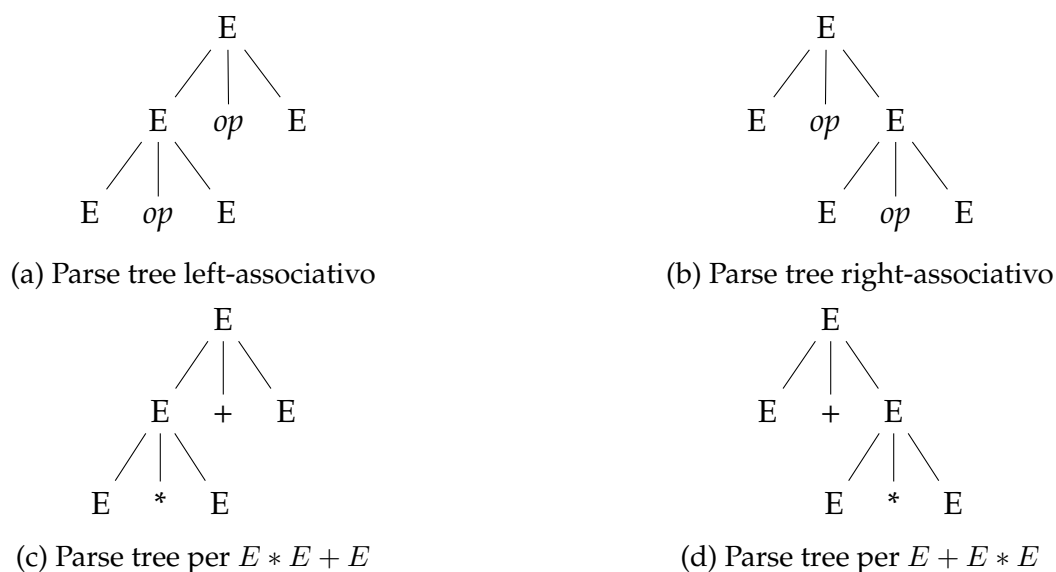 E E
E op E E op E
E op E E op E
(a) Parse tree left-associativo (b) Parse tree right-associativo
E E
E + E E + E
E * E E * E
(c) Parse tree per E ∗ E + E (d) Parse tree per E + E ∗ E